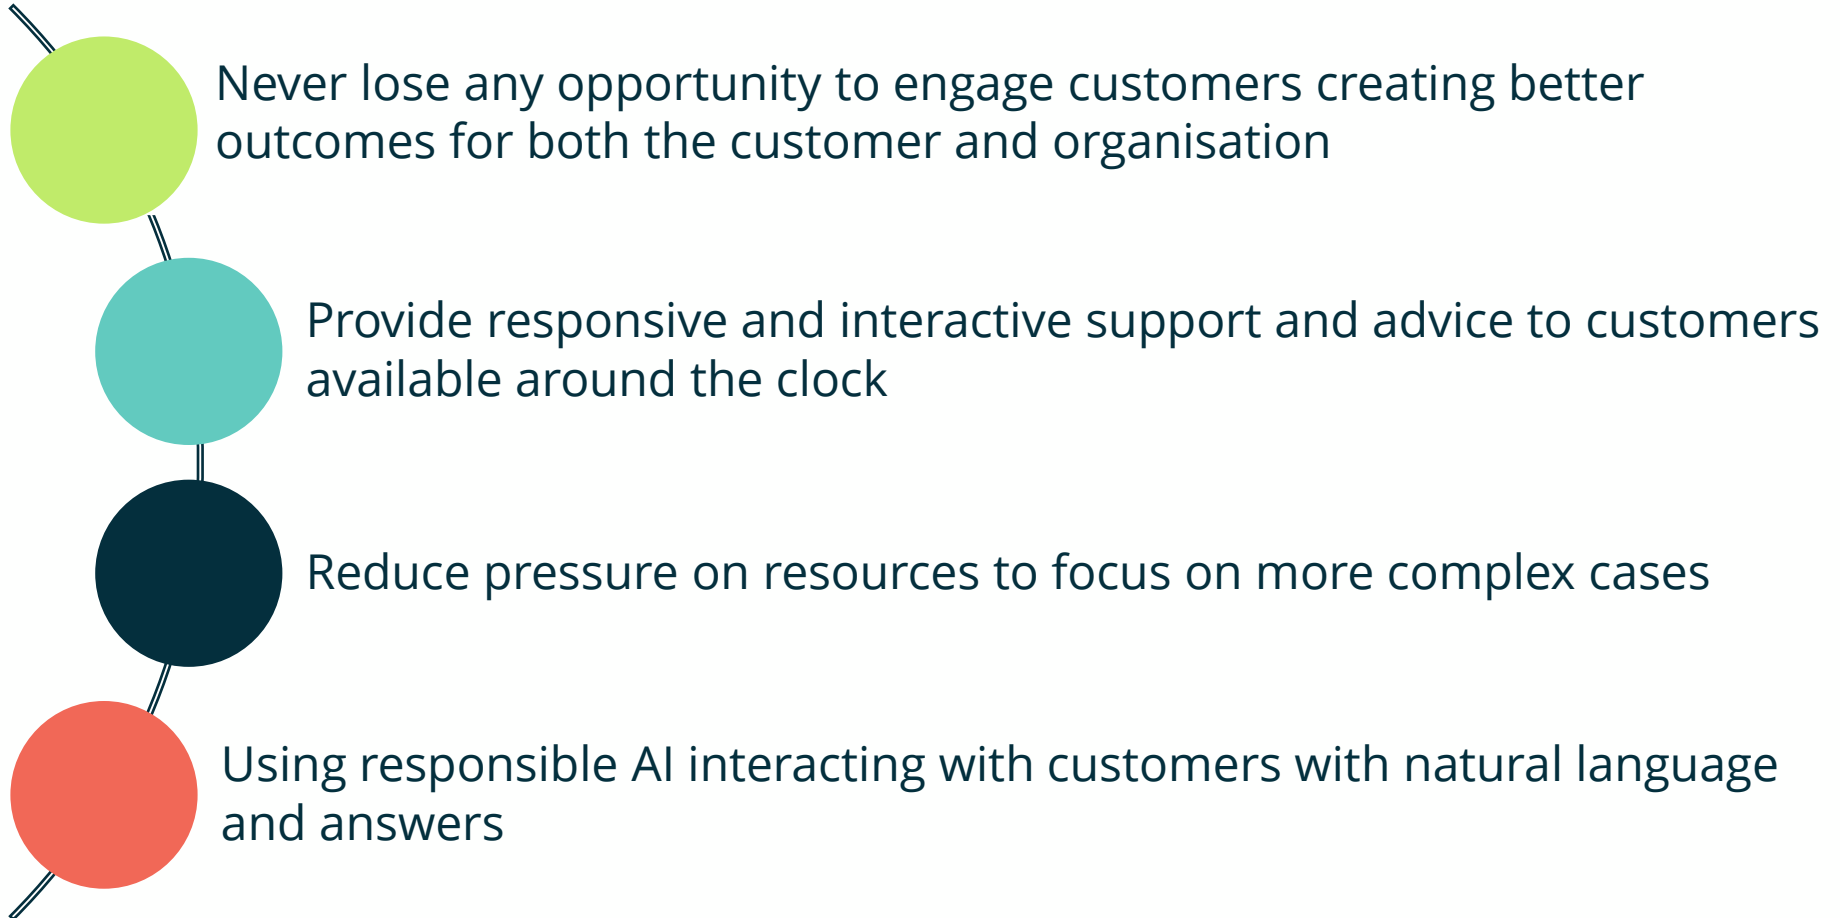 Never lose any opportunity to engage customers creating better
outcomes for both the customer and organisation
Provide responsive and interactive support and advice to customers
available around the clock
Reduce pressure on resources to focus on more complex cases
Using responsible AI interacting with customers with natural language
and answers